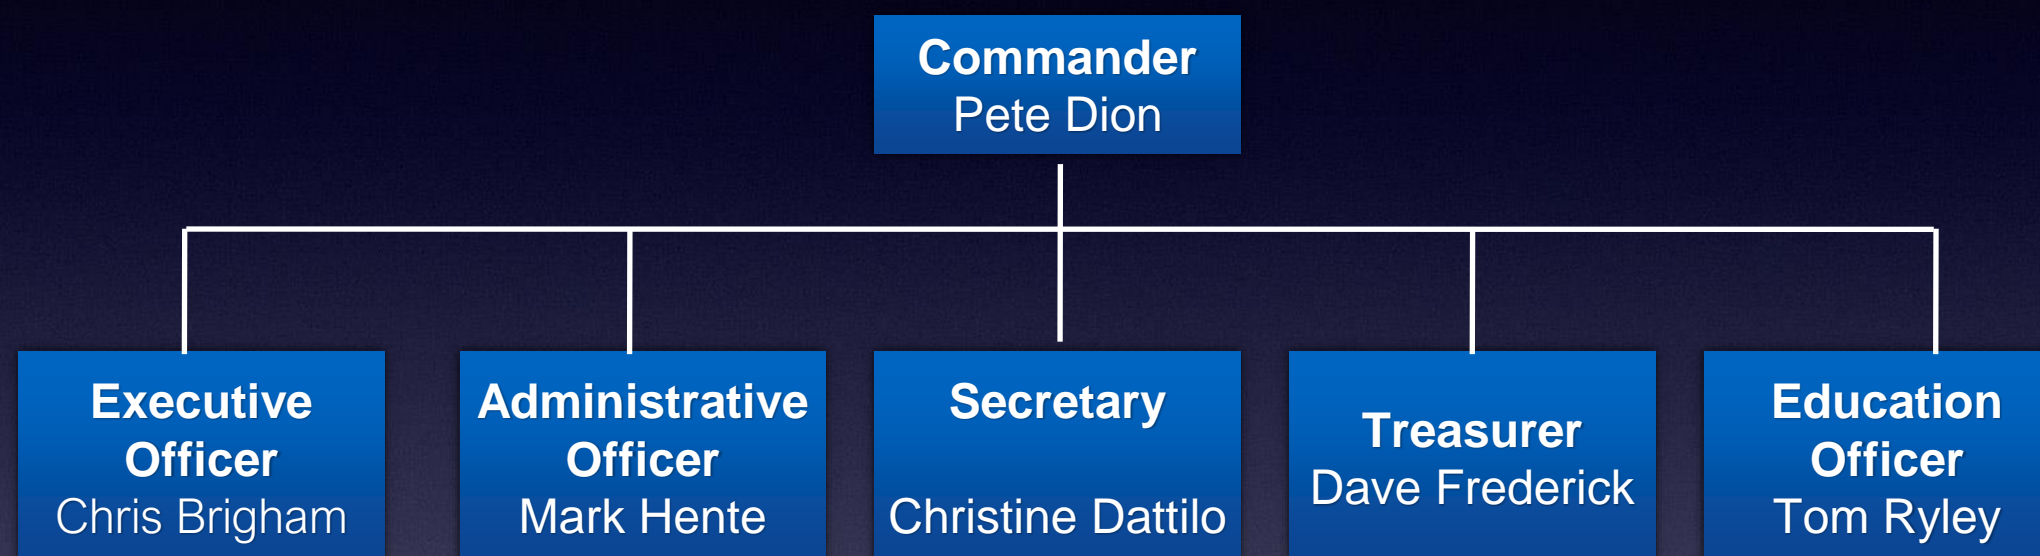 Commander
Pete Dion
Executive
Officer
Chris Brigham
Administrative
Officer
Mark Hente
Secretary
Christine Dattilo
Treasurer
Dave Frederick
Education
Officer
Tom Ryley